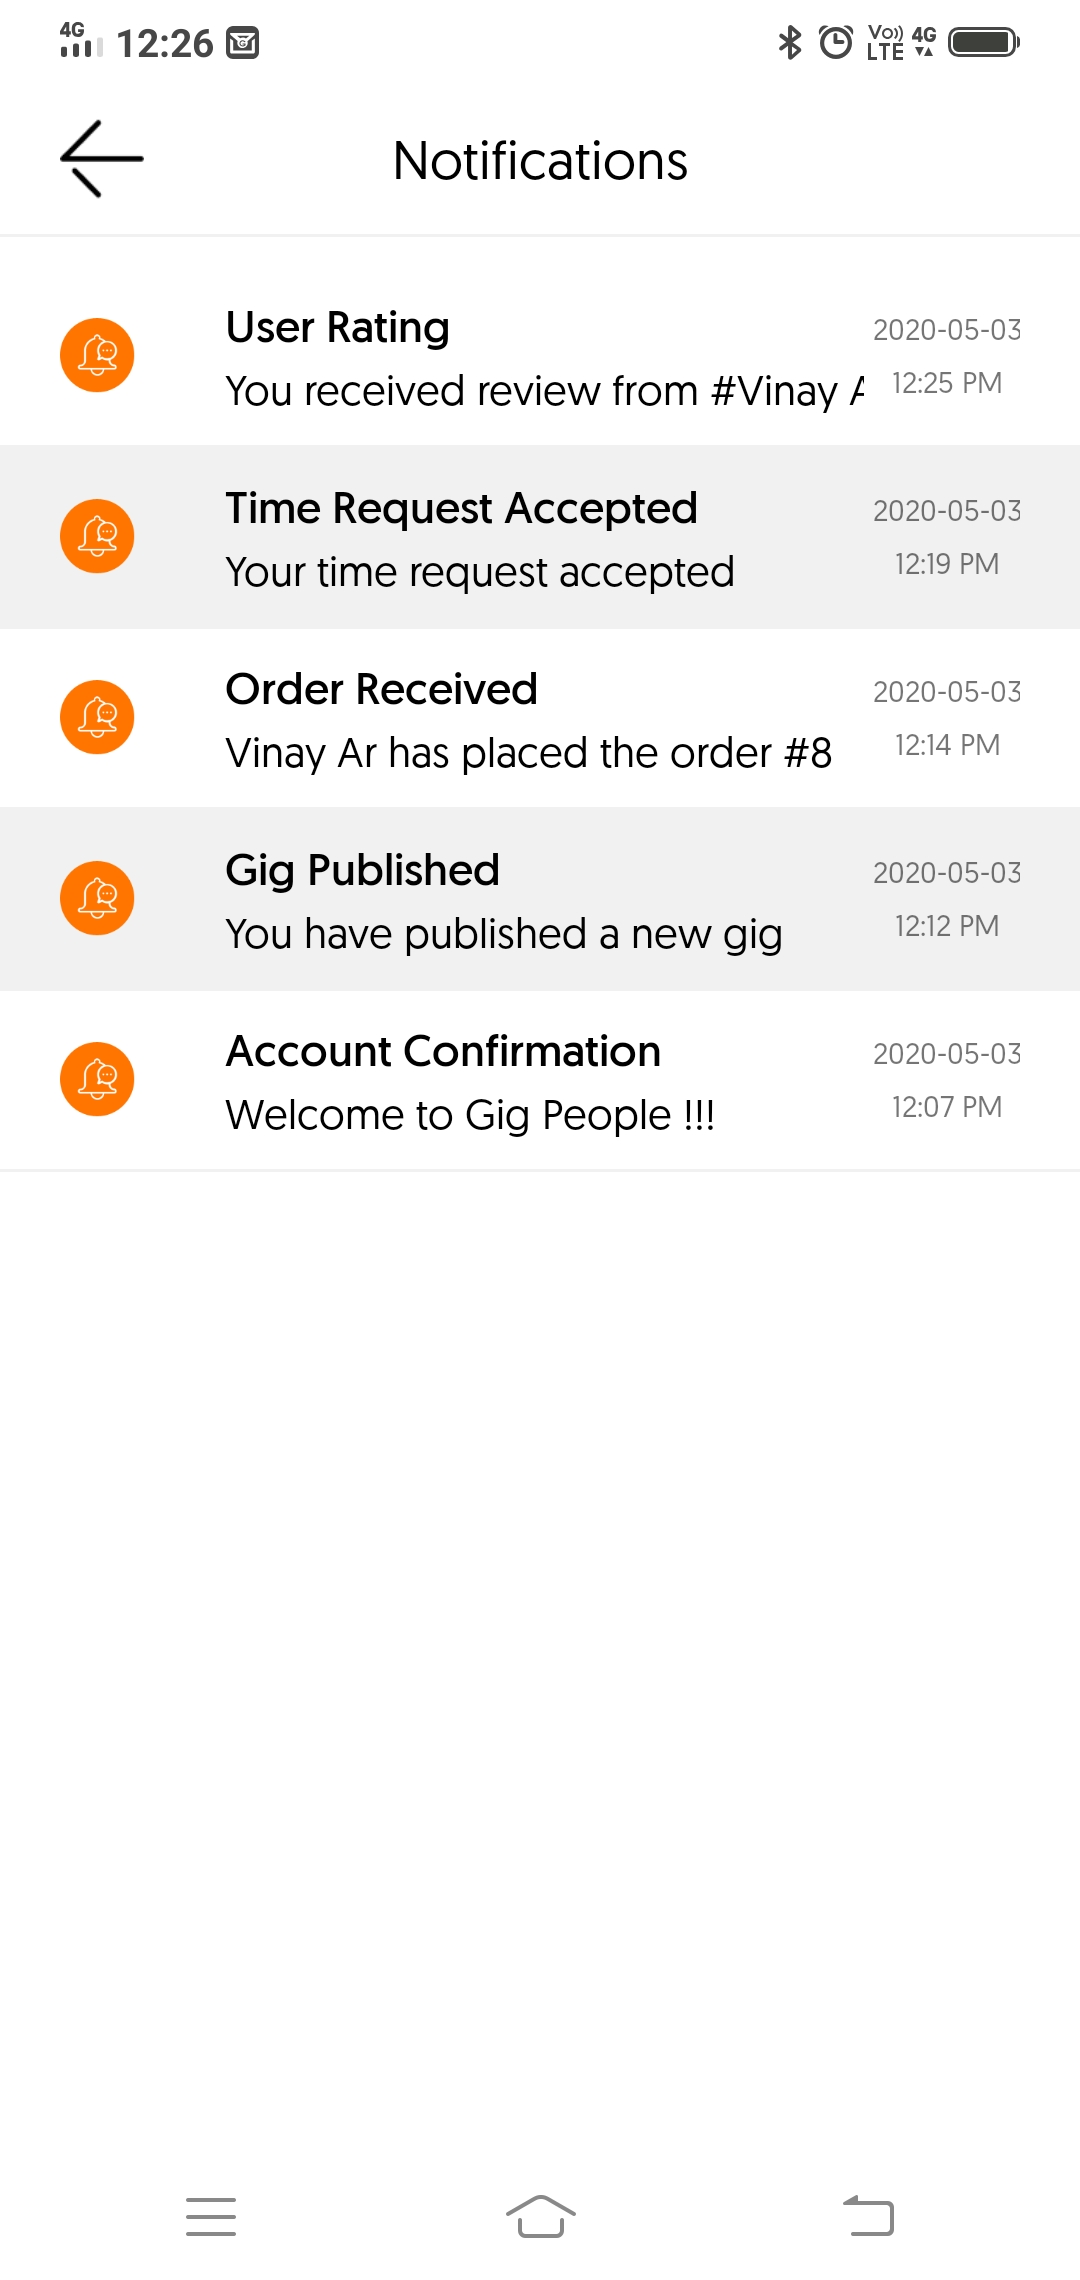 4G 12:26 Vo)) LTE 4G
Notifications
User Rating 2020-05-03
You received review from #Vinay A 12:25 PM
Time Request Accepted 2020-05-03
Your time request accepted 12:19 PM
Order Received 2020-05-03
Vinay Ar has placed the order #8 12:14 PM
Gig Published 2020-05-03
You have published a new gig 12:12 PM
Account Confirmation 2020-05-03
Welcome to Gig People !!! 12:07 PM